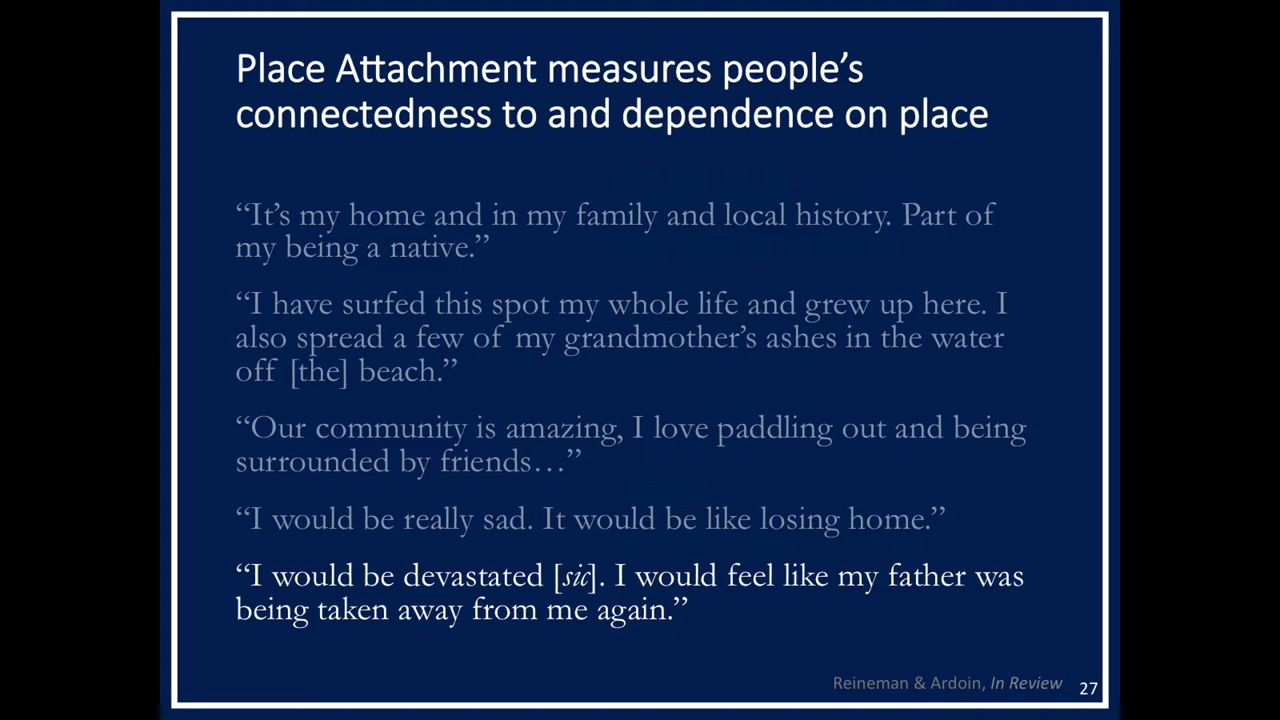 Place Attachment measures people’s
connectedness to and dependence on place
“It’s my home and in my family and local history. Part of
my being a native.”
“I have surfed this spot my whole life and grew up here. I
also spread a few of my grandmother’s ashes in the water
off [the] beach.”
“Our community is amazing, I love paddling out and being
surrounded by friends…”
“I would be really sad. It would be like losing home.”
“I would be devastated [sic]. I would feel like my father was
being taken away from me again.”
Reineman & Ardoin, In Review
27